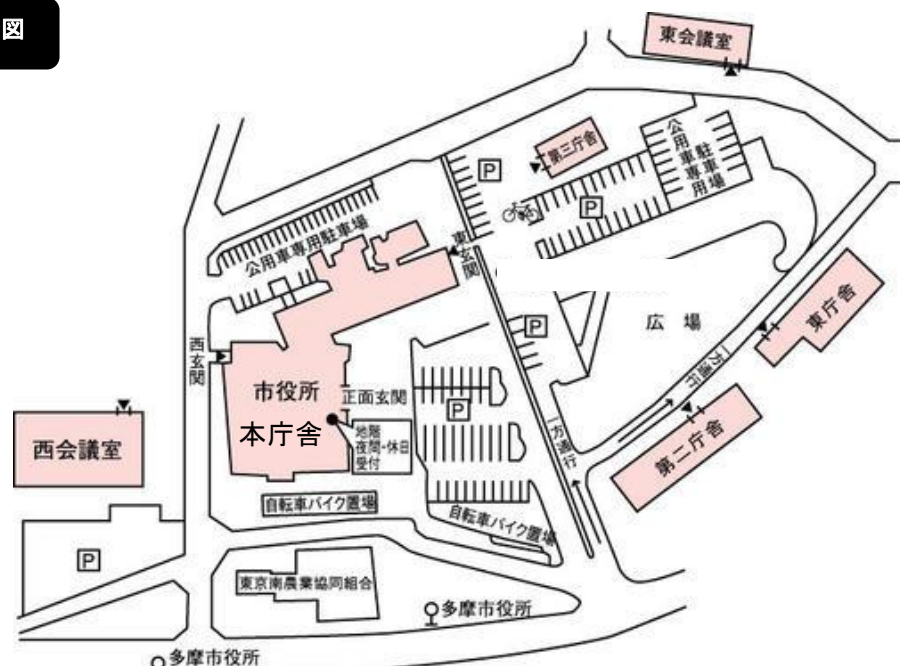 図
東会議室
公用車専用駐車場
第三庁舎
P
P
公用車専用駐車場
東玄関
P
広場
東庁舎
西玄関
市役所
本庁舎
正面玄関
地階
夜間・休日
受付
P
一方通行
一方通行
第二庁舎
西会議室
自転車バイク置場
自転車バイク置場
P
東京南農業協同組合
多摩市役所
多摩市役所